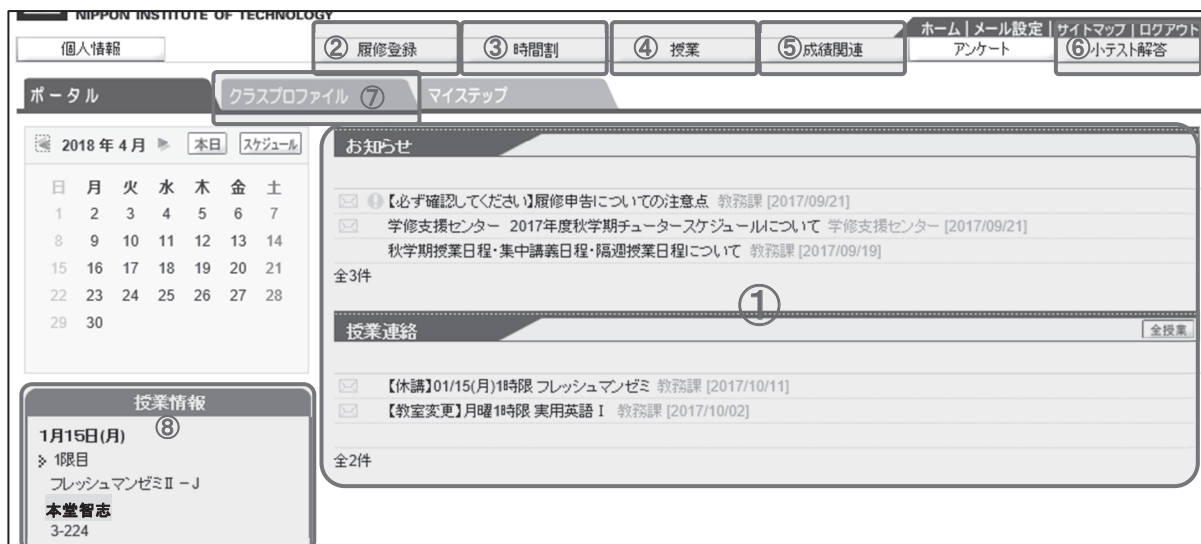 NIPPON INSTITUTE OF TECHNOLOGY
ホーム | メール設定 | サイトマップ | ログアウト
個人情報 ② 履修登録 ③ 時間割 ④ 授業 ⑤成績関連 アンケート ⑥小テスト解答
ポータル クラスプロファイル ⑦ マイステップ
2018 年 4 月 本日 スケジュール
日 月 火 水 木 金 土
1 2 3 4 5 6 7
8 9 10 11 12 13 14
15 16 17 18 19 20 21
22 23 24 25 26 27 28
29 30
授業情報
⑧
1月15日(月)
1限目
フレッシュマンゼミⅡ－J
本堂智志
3-224
お知らせ
【必ず確認してください】履修申告についての注意点 教務課 [2017/09/21]
学修支援センター 2017年度秋学期チュータースケジュールについて 学修支援センター [2017/09/21]
秋学期授業日程・集中講義日程・隔週授業日程について 教務課 [2017/09/19]
全3件
①
授業連絡 全授業
【休講】01/15(月)1時限 フレッシュマンゼミ 教務課 [2017/10/11]
【教室変更】月曜1時限 実用英語Ⅰ 教務課 [2017/10/02]
全2件